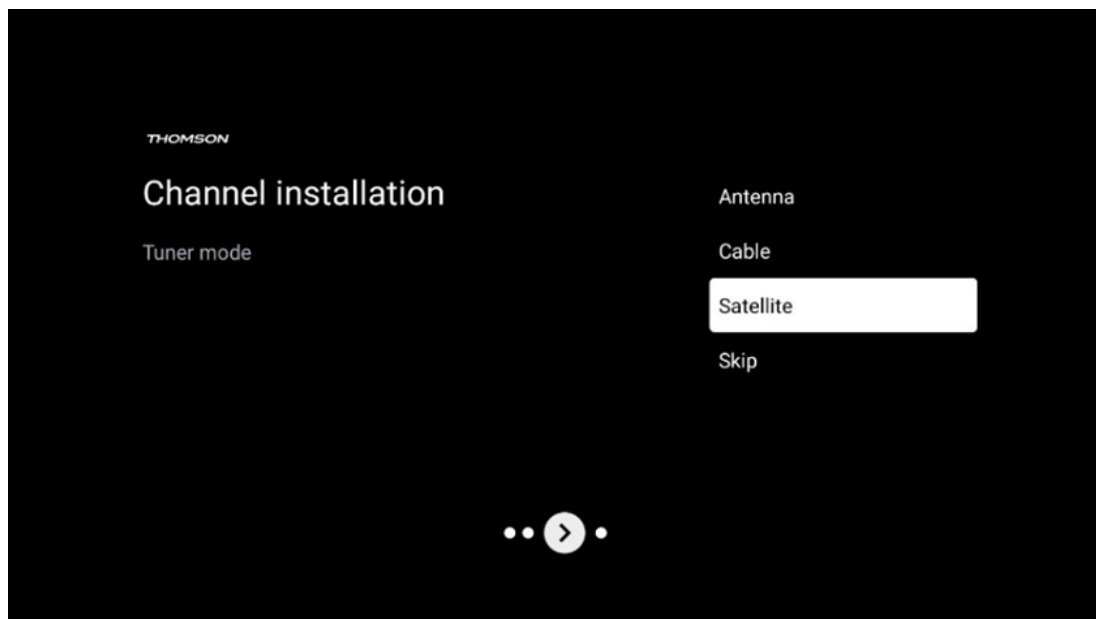 THOMSON
Channel installation
Tuner mode
Antenna
Cable
Satellite
Skip